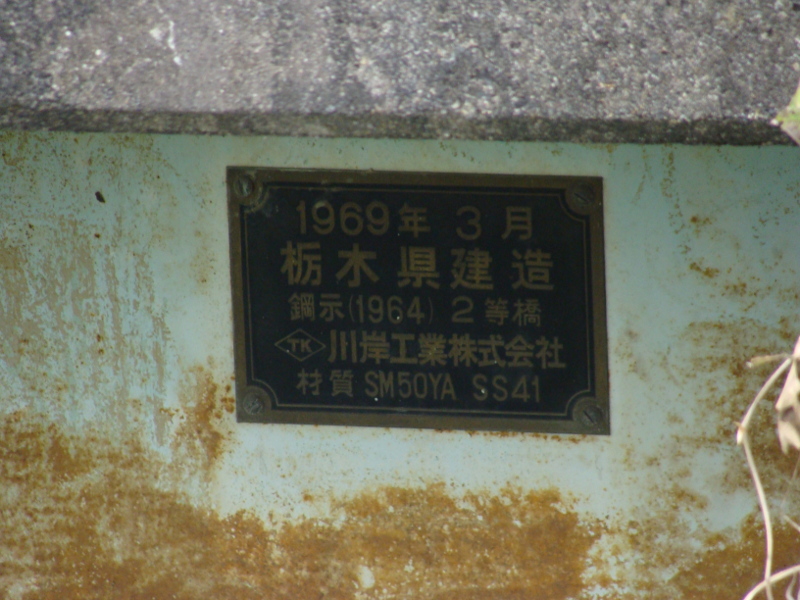 1969年 3月
栃木県建造
鋼示(1964) 2等橋
TK 川岸工業株式会社
材質 SM50YA SS41